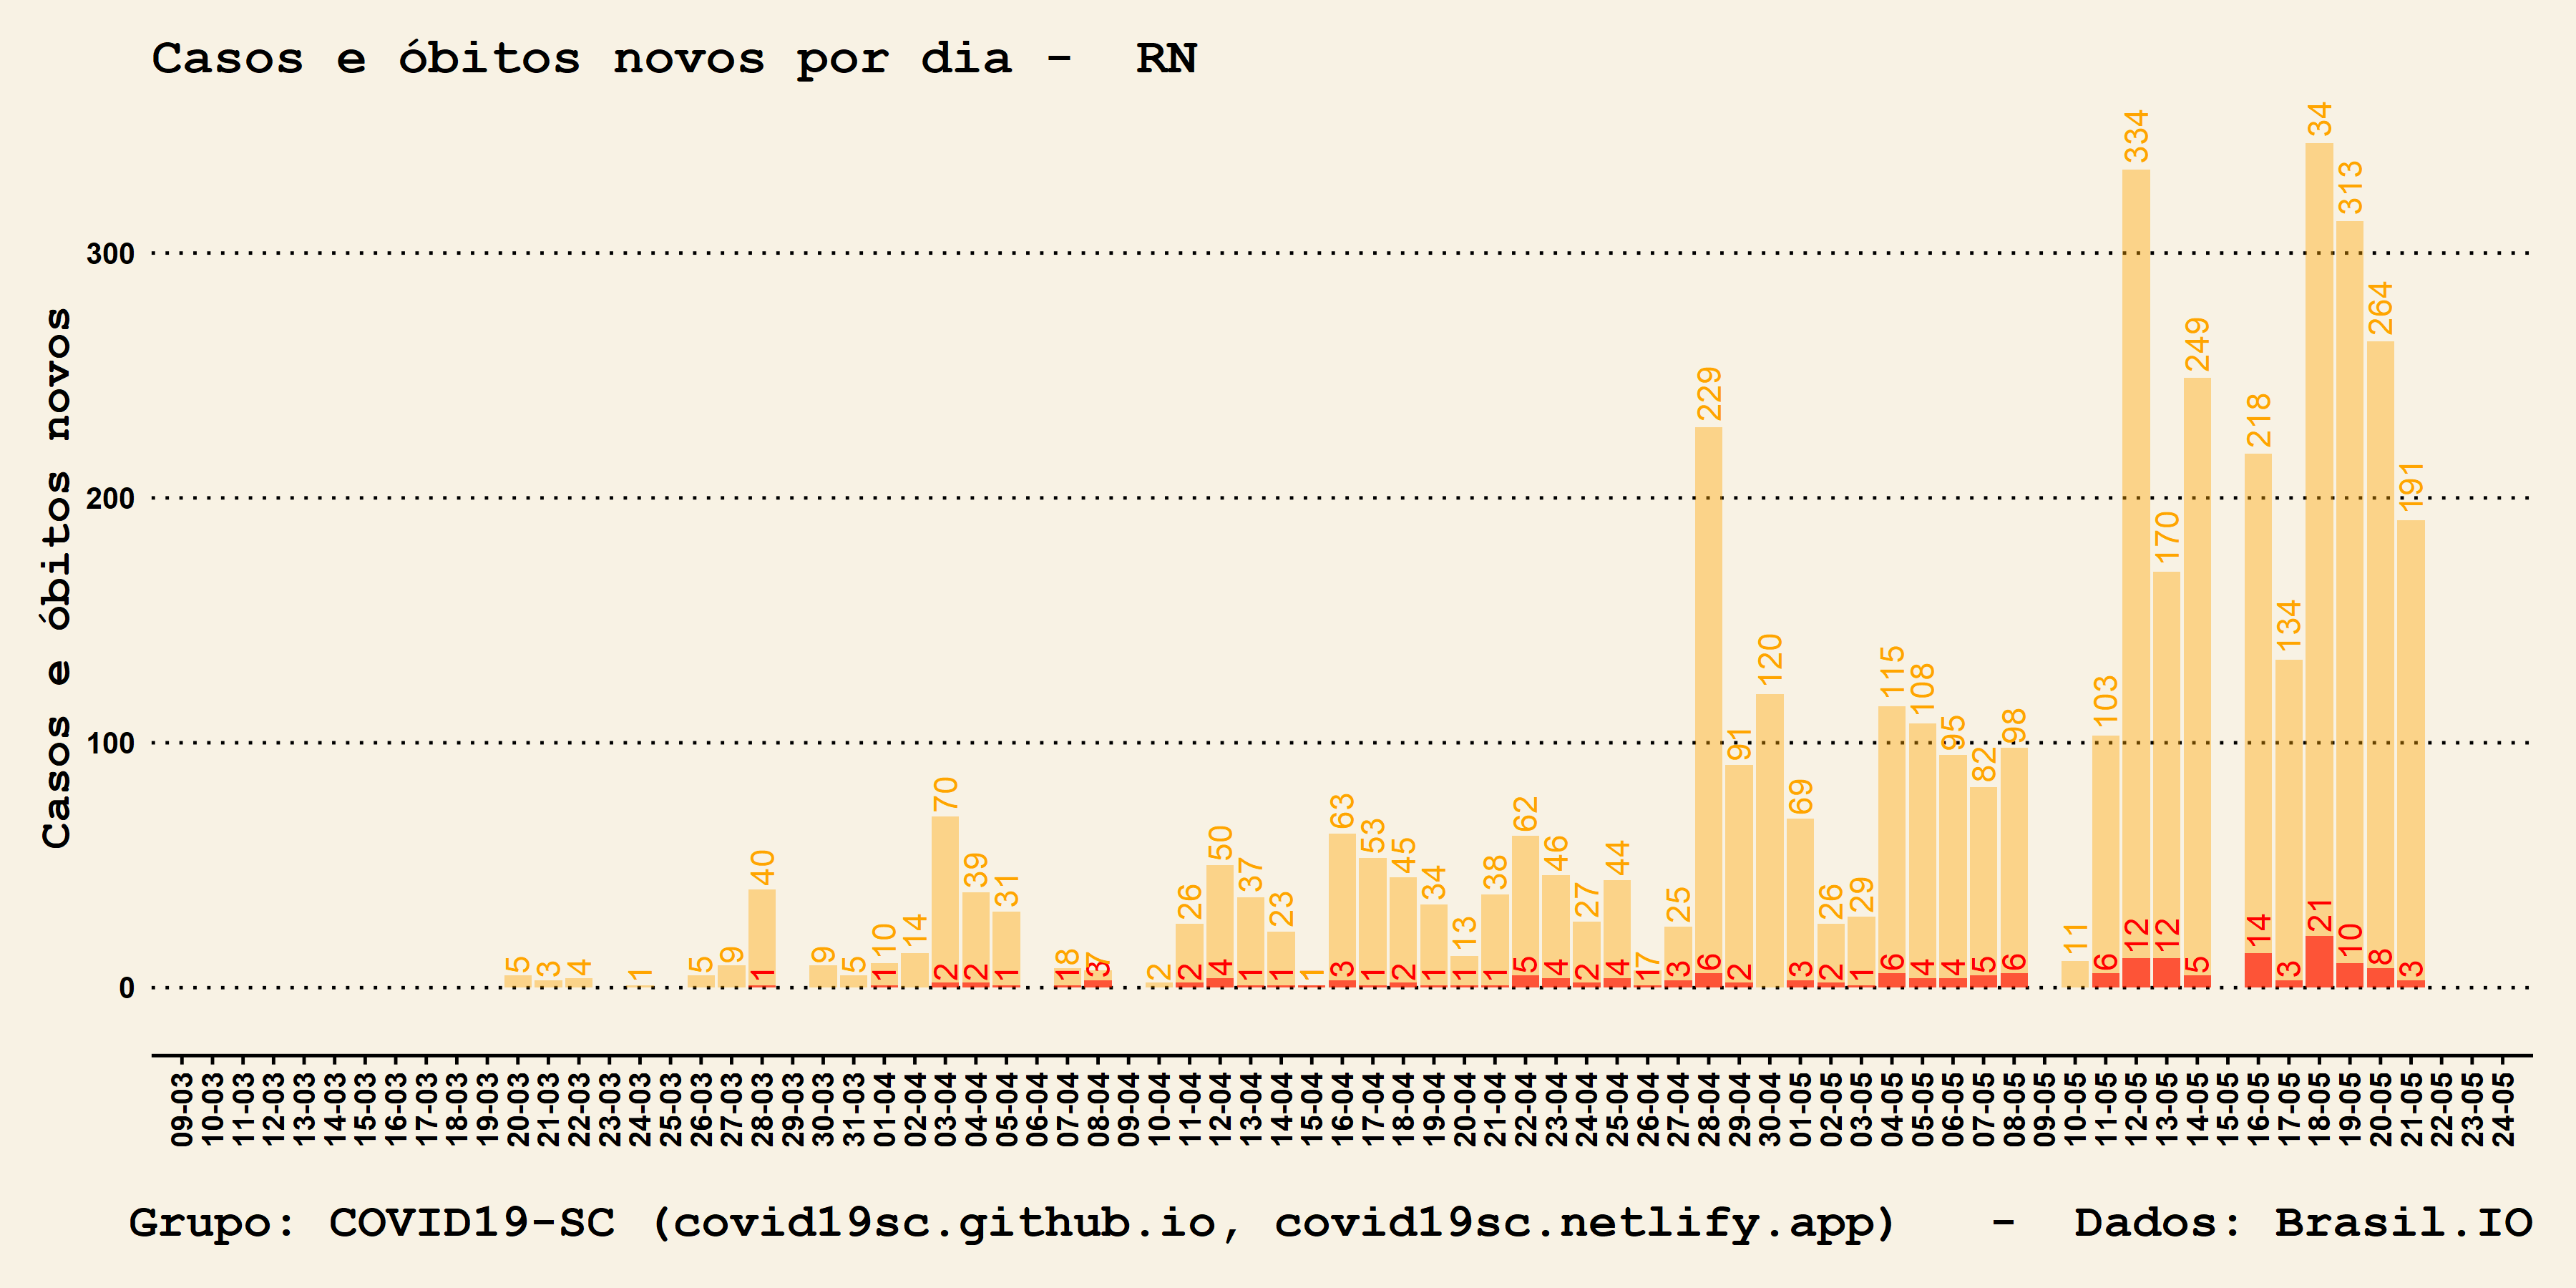 Casos e óbitos novos por dia - RN
Casos e óbitos novos
300
200
100
0
5 3 4 1 5 9 40 9 5 10 14 70 39 31 8 7 2 26 50 37 23 1 63 53 45 34 13 38 62 46 27 44 17 25 229 91 120 69 26 29 115 108 95 82 98 11 103 334 170 249 218 134 34 313 264 191
1 1 2 2 1 1 3 2 4 1 1 3 1 2 1 1 1 5 4 2 4 1 3 6 2 3 2 1 6 4 4 5 6 6 12 12 5 14 3 21 10 8 3
09-03 10-03 11-03 12-03 13-03 14-03 15-03 16-03 17-03 18-03 19-03 20-03 21-03 22-03 23-03 24-03 25-03 26-03 27-03 28-03 29-03 30-03 31-03 01-04 02-04 03-04 04-04 05-04 06-04 07-04 08-04 09-04 10-04 11-04 12-04 13-04 14-04 15-04 16-04 17-04 18-04 19-04 20-04 21-04 22-04 23-04 24-04 25-04 26-04 27-04 28-04 29-04 30-04 01-05 02-05 03-05 04-05 05-05 06-05 07-05 08-05 09-05 10-05 11-05 12-05 13-05 14-05 15-05 16-05 17-05 18-05 19-05 20-05 21-05 22-05 23-05 24-05
Grupo: COVID19-SC (covid19sc.github.io, covid19sc.netlify.app) - Dados: Brasil.IO